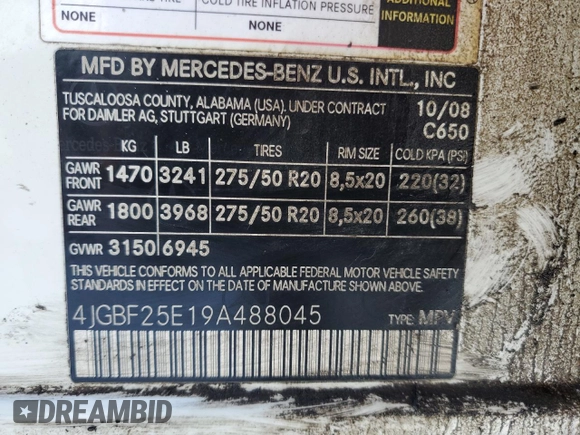 COLD TIRE INFLATION PRESSURE
NONE NONE
ADDITIONAL
INFORMATION
MFD BY MERCEDES-BENZ U.S. INTL., INC
TUSCALOOSA COUNTY, ALABAMA (USA). UNDER CONTRACT 10/08
FOR DAIMLER AG, STUTTGART (GERMANY) C650
KG LB TIRES RIM SIZE COLD KPA (PSI)
GAWR FRONT 1470 3241 275/50 R20 8,5x20 220(32)
GAWR REAR 1800 3968 275/50 R20 8,5x20 260(38)
GVWR 3150 6945
THIS VEHICLE CONFORMS TO ALL APPLICABLE FEDERAL MOTOR VEHICLE SAFETY
STANDARDS IN EFFECT ON THE DATE OF MANUFACTURE SHOWN ABOVE.
4JGBF25E19A488045 TYPE: MPV
DREAMBID.COM